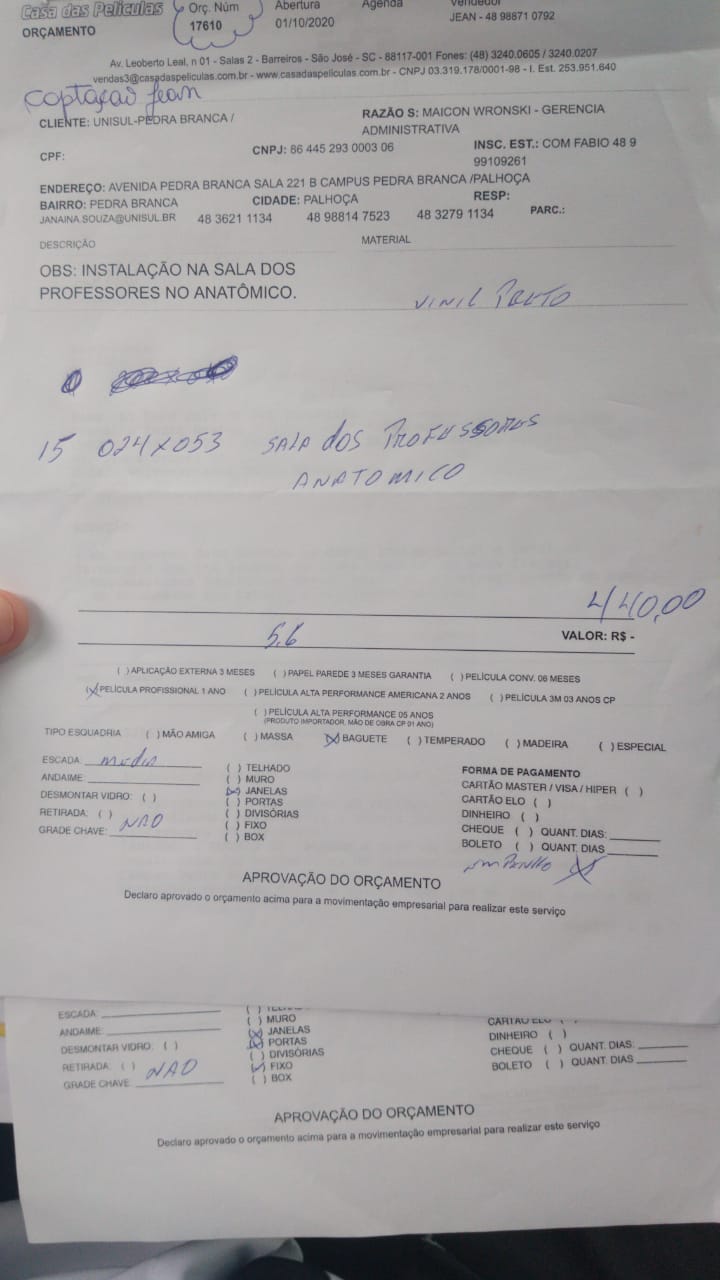 Casa das Películas
Orç. Núm
Abertura
Agenda
Vendedor
ORÇAMENTO
17610
01/10/2020
JEAN - 48 98871 0792
Av. Leoberto Leal, n 01 - Salas 2 - Barreiros - São José - SC - 88117-001 Fones: (48) 3240.0605 / 3240.0207
vendas3@casadaspeliculas.com.br - www.casadaspeliculas.com.br - CNPJ 03.319.178/0001-98 - I. Est. 253.951.640
Captação Jean
CLIENTE: UNISUL-PEDRA BRANCA /
RAZÃO S: MAICON WRONSKI - GERENCIA
ADMINISTRATIVA
CPF:
CNPJ: 86 445 293 0003 06
INSC. EST.: COM FABIO 48 9
99109261
ENDEREÇO: AVENIDA PEDRA BRANCA SALA 221 B CAMPUS PEDRA BRANCA /PALHOÇA
BAIRRO: PEDRA BRANCA
CIDADE: PALHOÇA
RESP:
JANAINA.SOUZA@UNISUL.BR
48 3621 1134
48 98814 7523
48 3279 1134
PARC.:
DESCRIÇÃO
MATERIAL
OBS: INSTALAÇÃO NA SALA DOS
PROFESSORES NO ANATÔMICO.
VINIL PRETO
15 024X053 SALA DOS PROFESSORES
ANATOMICO
440,00
5,6
VALOR: R$ -
( ) APLICAÇÃO EXTERNA 3 MESES ( ) PAPEL PAREDE 3 MESES GARANTIA ( ) PELÍCULA CONV. 06 MESES
(X) PELÍCULA PROFISSIONAL 1 ANO ( ) PELÍCULA ALTA PERFORMANCE AMERICANA 2 ANOS ( ) PELÍCULA 3M 03 ANOS CP
( ) PELÍCULA ALTA PERFORMANCE 05 ANOS
(PRODUTO IMPORTADOR, MÃO DE OBRA CP 01 ANO)
TIPO ESQUADRIA ( ) MÃO AMIGA ( ) MASSA (X) BAGUETE ( ) TEMPERADO ( ) MADEIRA ( ) ESPECIAL
ESCADA:
ANDAIME:
DESMONTAR VIDRO: ( )
RETIRADA: ( )
NÃO
GRADE CHAVE:
( ) TELHADO
( ) MURO
(X) JANELAS
( ) PORTAS
( ) DIVISÓRIAS
( ) FIXO
( ) BOX
FORMA DE PAGAMENTO
CARTÃO MASTER / VISA / HIPER ( )
CARTÃO ELO ( )
DINHEIRO ( )
CHEQUE ( ) QUANT. DIAS:
BOLETO ( ) QUANT. DIAS
X
APROVAÇÃO DO ORÇAMENTO
Declaro aprovado o orçamento acima para a movimentação empresarial para realizar este serviço
ESCADA:
ANDAIME:
DESMONTAR VIDRO: ( )
RETIRADA: ( )
NÃO
GRADE CHAVE
( ) MURO
(X) JANELAS
(X) PORTAS
( ) DIVISÓRIAS
(X) FIXO
( ) BOX
CARTÃO ELO ( )
DINHEIRO ( )
CHEQUE ( ) QUANT. DIAS:
BOLETO ( ) QUANT. DIAS
APROVAÇÃO DO ORÇAMENTO
Declaro aprovado o orçamento acima para a movimentação empresarial para realizar este serviço